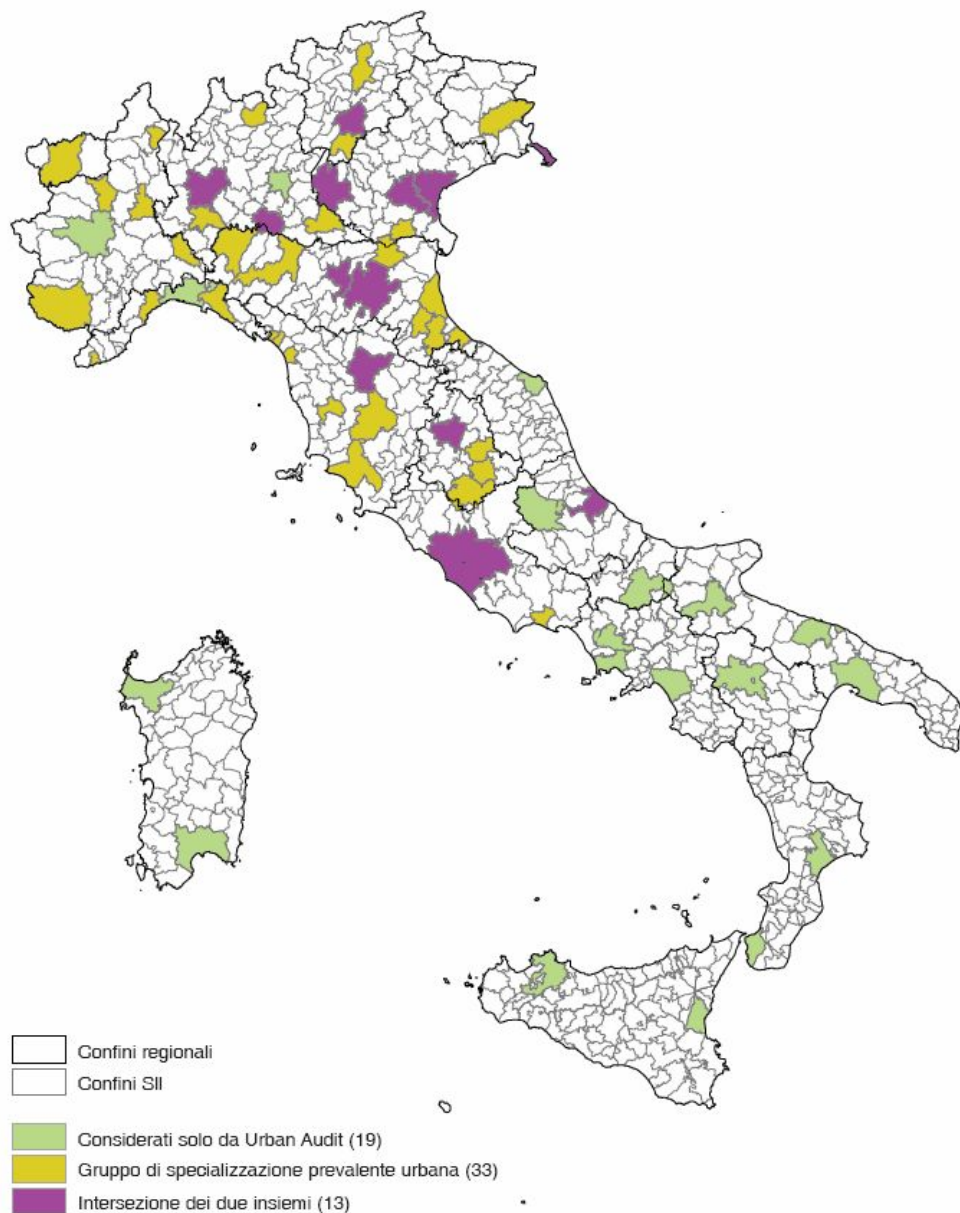 Confini regionali
Confini Sll
Considerati solo da Urban Audit (19)
Gruppo di specializzazione prevalente urbana (33)
Intersezione dei due insiemi (13)